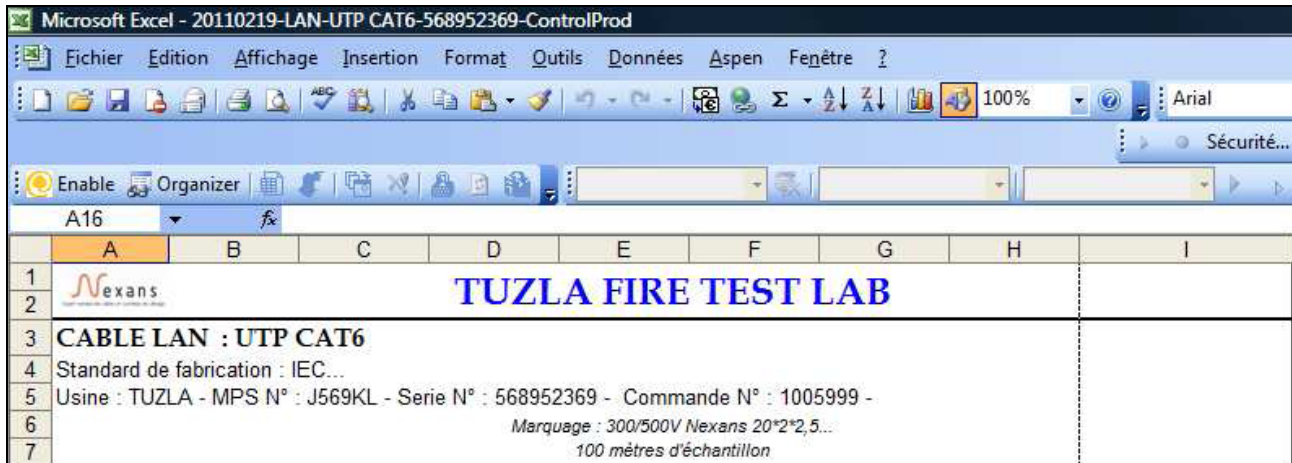 Microsoft Excel - 20110219-LAN-UTP CAT6-568952369-ControlProd
Fichier Edition Affichage Insertion Format Outils Données Aspen Fenêtre ?
ABC 100% Arial
Sécurité...
Enable Organizer
A16 fx
A B C D E F G H I
1 Nexans TUZLA FIRE TEST LAB
2
3 CABLE LAN : UTP CAT6
4 Standard de fabrication : IEC...
5 Usine : TUZLA - MPS N° : J569KL - Serie N° : 568952369 - Commande N° : 1005999 -
6 Marquage : 300/500V Nexans 20*2*2,5...
7 100 mètres d'échantillon